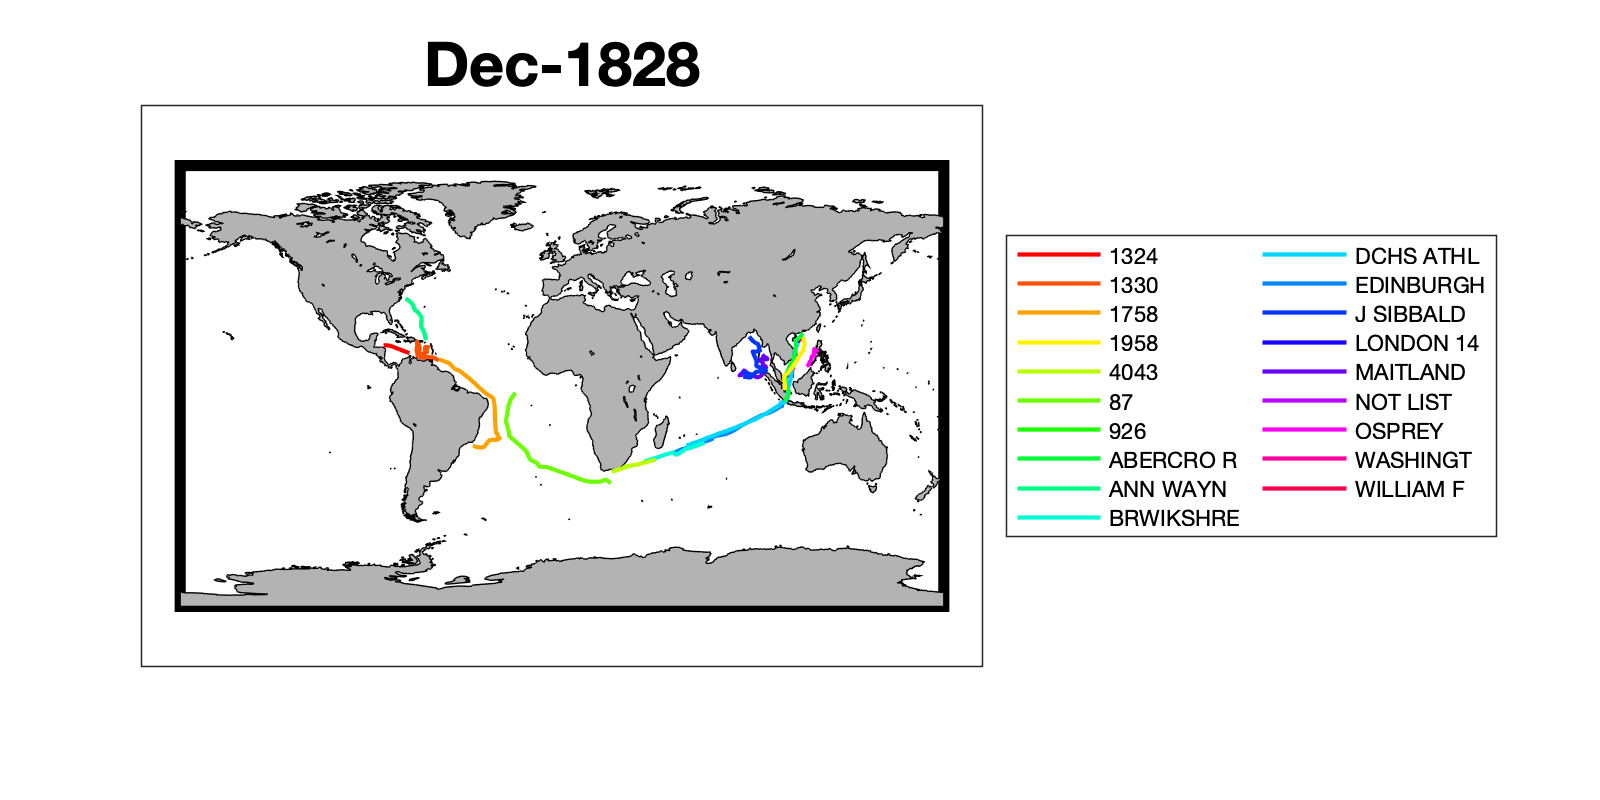 Dec-1828
1324
1330
1758
1958
4043
87
926
ABERCRO R
ANN WAYN
BRWIKSHRE
DCHS ATHL
EDINBURGH
J SIBBALD
LONDON 14
MAITLAND
NOT LIST
OSPREY
WASHINGT
WILLIAM F